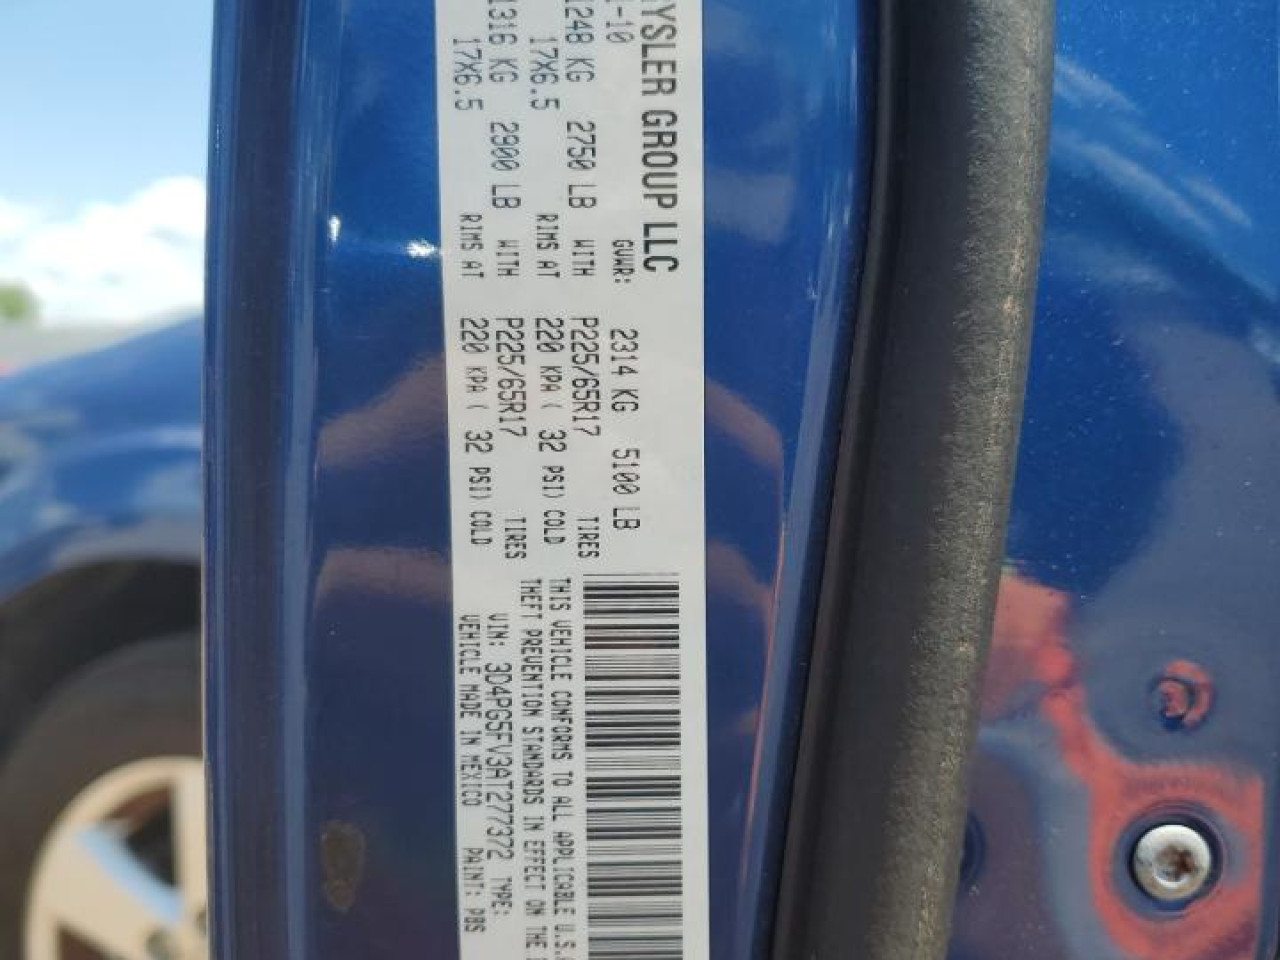 YSLER GROUP LLC
-10 GVWR: 2314 KG 5100 LB
1248 KG 2750 LB WITH P225/65R17 TIRES
17X6.5 RIMS AT 220 KPA ( 32 PSI) COLD
1316 KG 2900 LB WITH P225/65R17 TIRES
17X6.5 RIMS AT 220 KPA ( 32 PSI) COLD
THIS VEHICLE CONFORMS TO ALL APPLICABLE U.S.
THEFT PREVENTION STANDARDS IN EFFECT ON THE
VIN: 3D4PG5FV3AT277372 TYPE:
VEHICLE MADE IN MEXICO PAINT: PBS